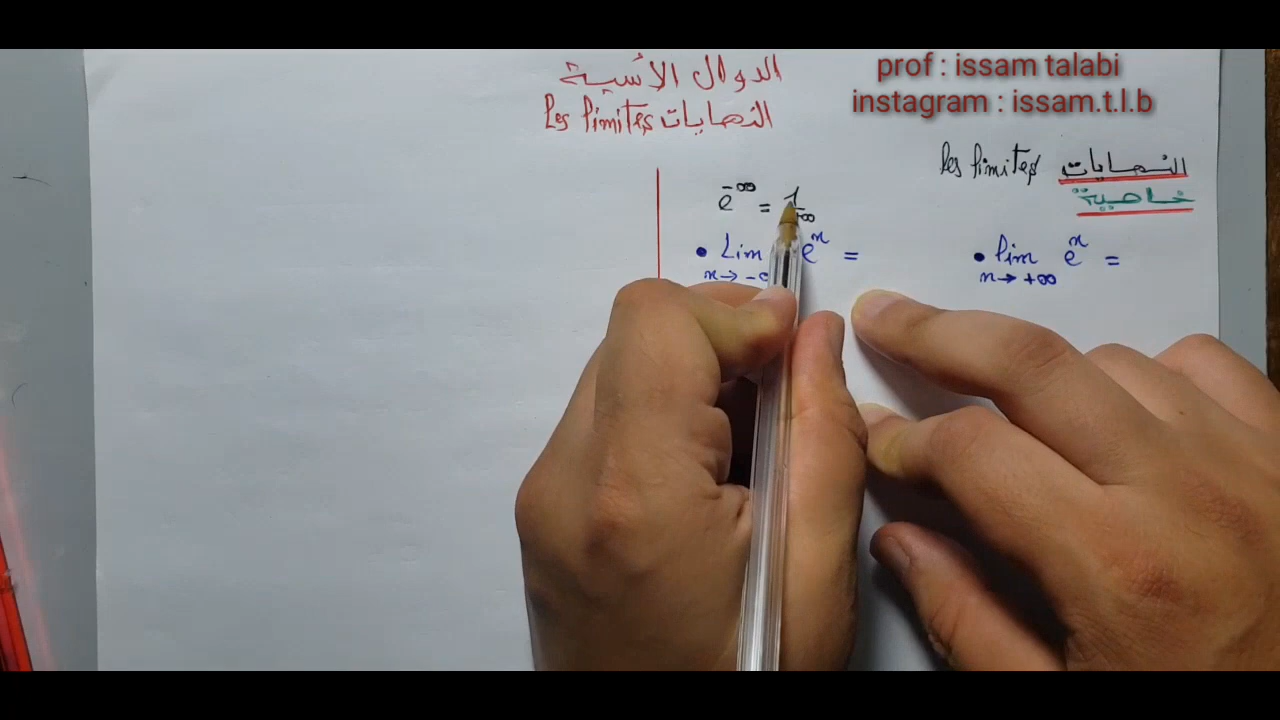 prof : issam talabi
instagram : issam.t.l.b
الدوال الأسية
النهايات les limites
النهايات les limites
خاصية
e^-∞ = 1/+∞
• lim e^x =
x→ +∞
• Lim e^x =
x→ -∞